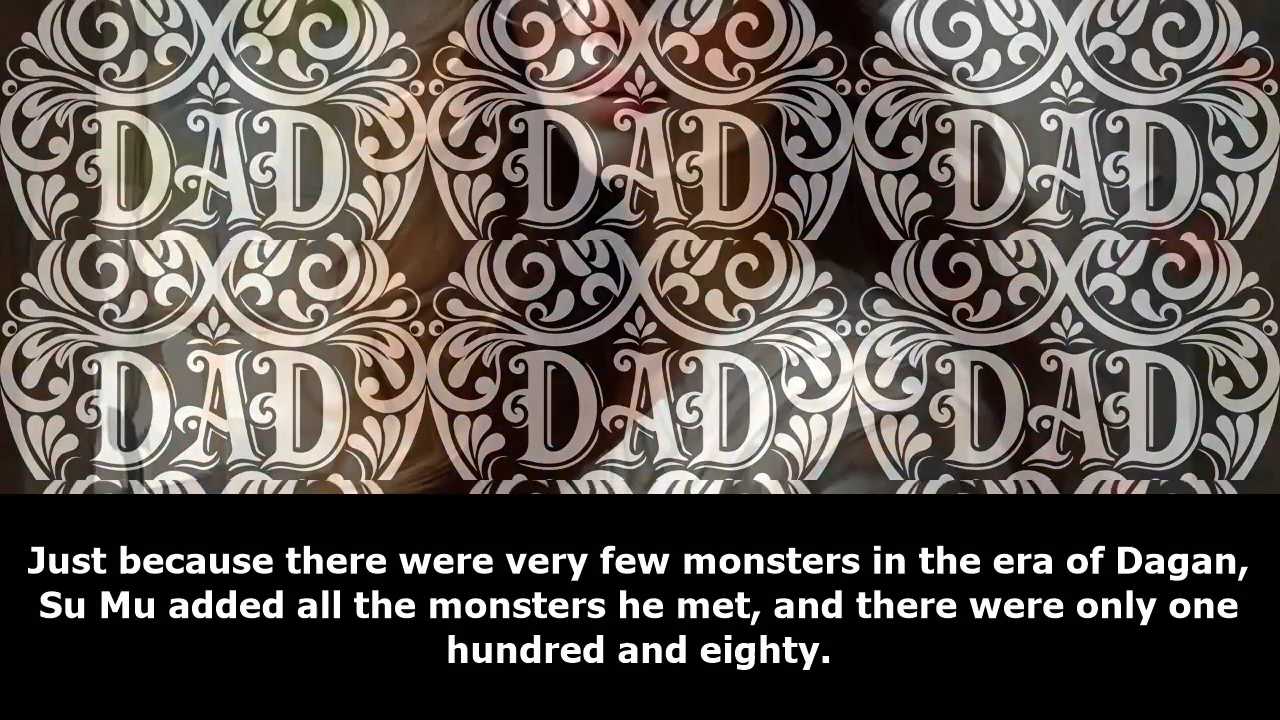 DAD DAD DAD
DAD DAD DAD
Just because there were very few monsters in the era of Dagan,
Su Mu added all the monsters he met, and there were only one
hundred and eighty.